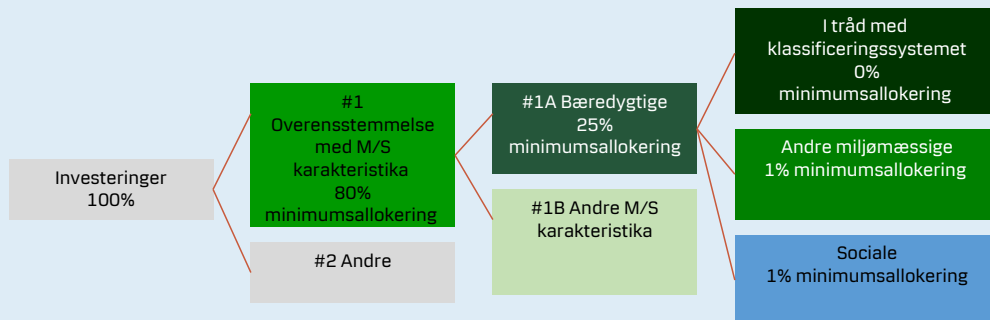 Investeringer
100%
#1
Overensstemmelse
med M/S
karakteristika
80%
minimumsallokering
#2 Andre
#1A Bæredygtige
25%
minimumsallokering
#1B Andre M/S
karakteristika
I tråd med
klassificeringssystemet
0%
minimumsallokering
Andre miljømæssige
1% minimumsallokering
Sociale
1% minimumsallokering